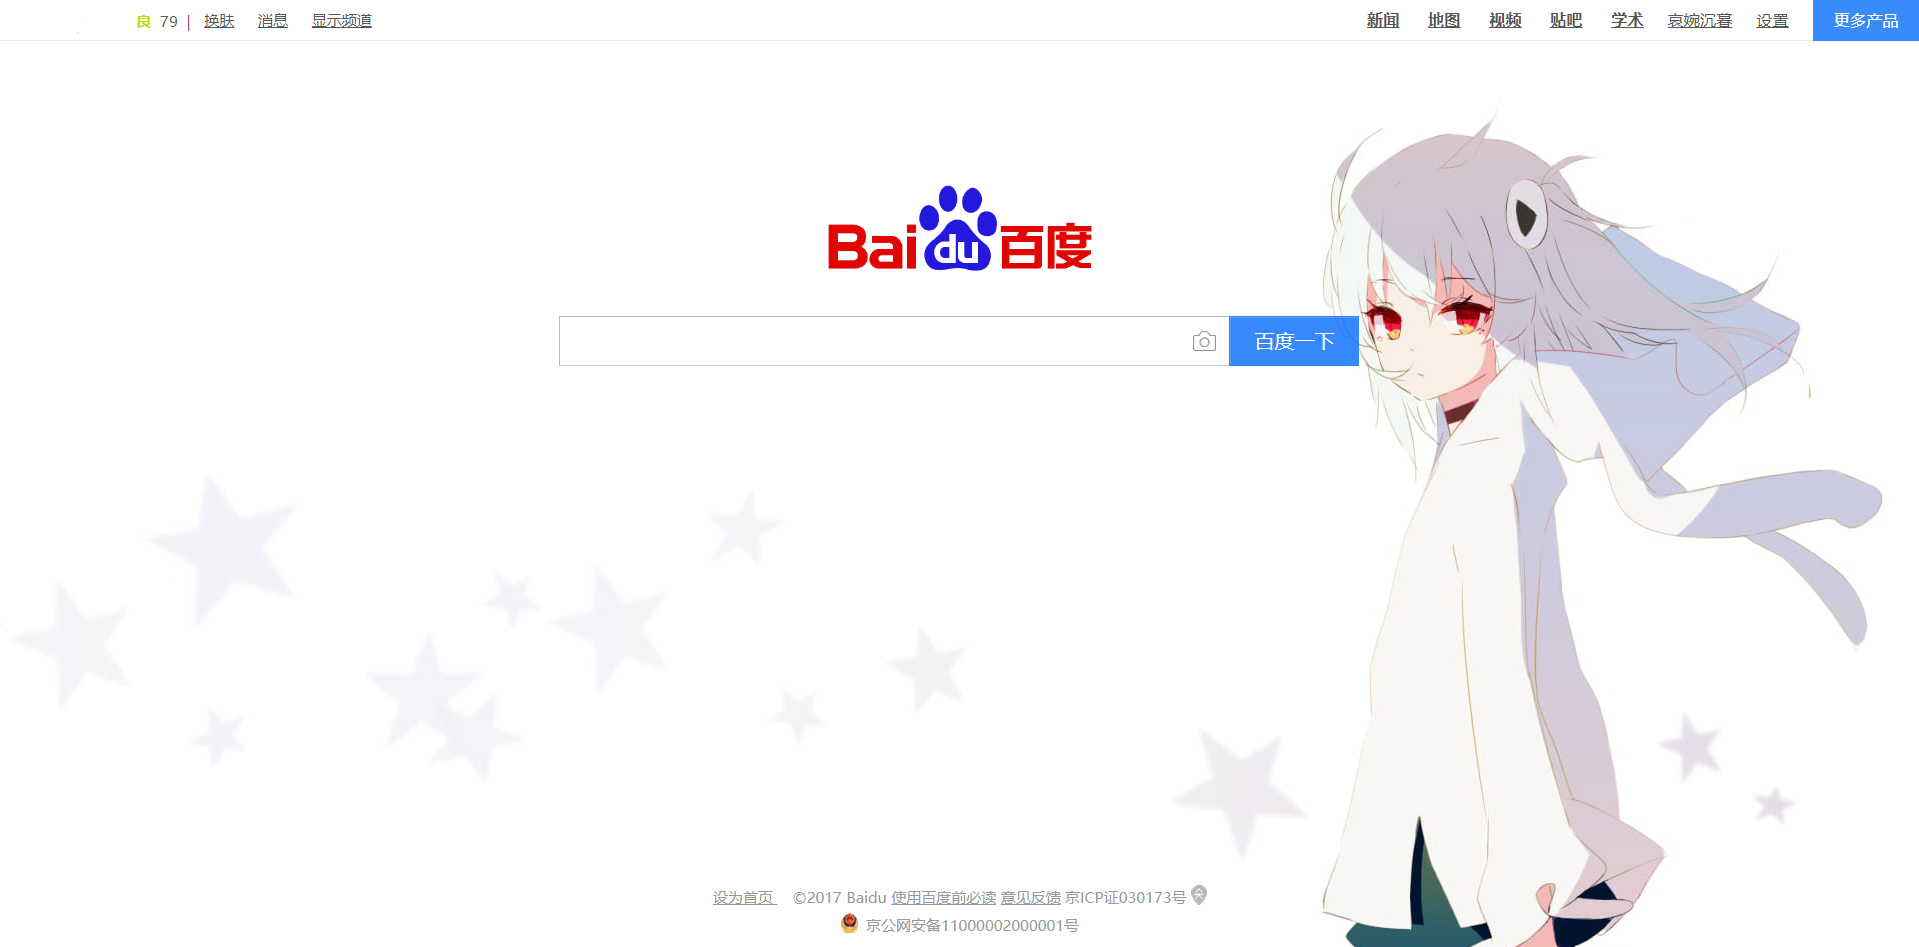 良 79 | 换肤 消息 显示频道 新闻 地图 视频 贴吧 学术 哀婉沉暮 设置 更多产品
Bai du 百度
百度一下
设为首页 ©2017 Baidu 使用百度前必读 意见反馈 京ICP证030173号
京公网安备11000002000001号